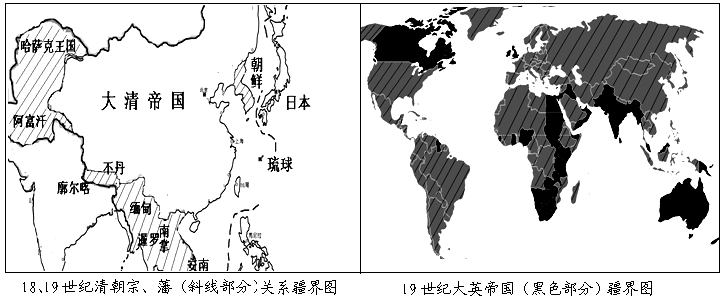 哈萨克王国
朝鲜
大清帝国
日本
阿富汗
上海
琉球
不丹
廓尔喀
缅甸
南掌
暹罗
安南
18、19世纪清朝宗、藩(斜线部分)关系疆界图
19世纪大英帝国（黑色部分）疆界图